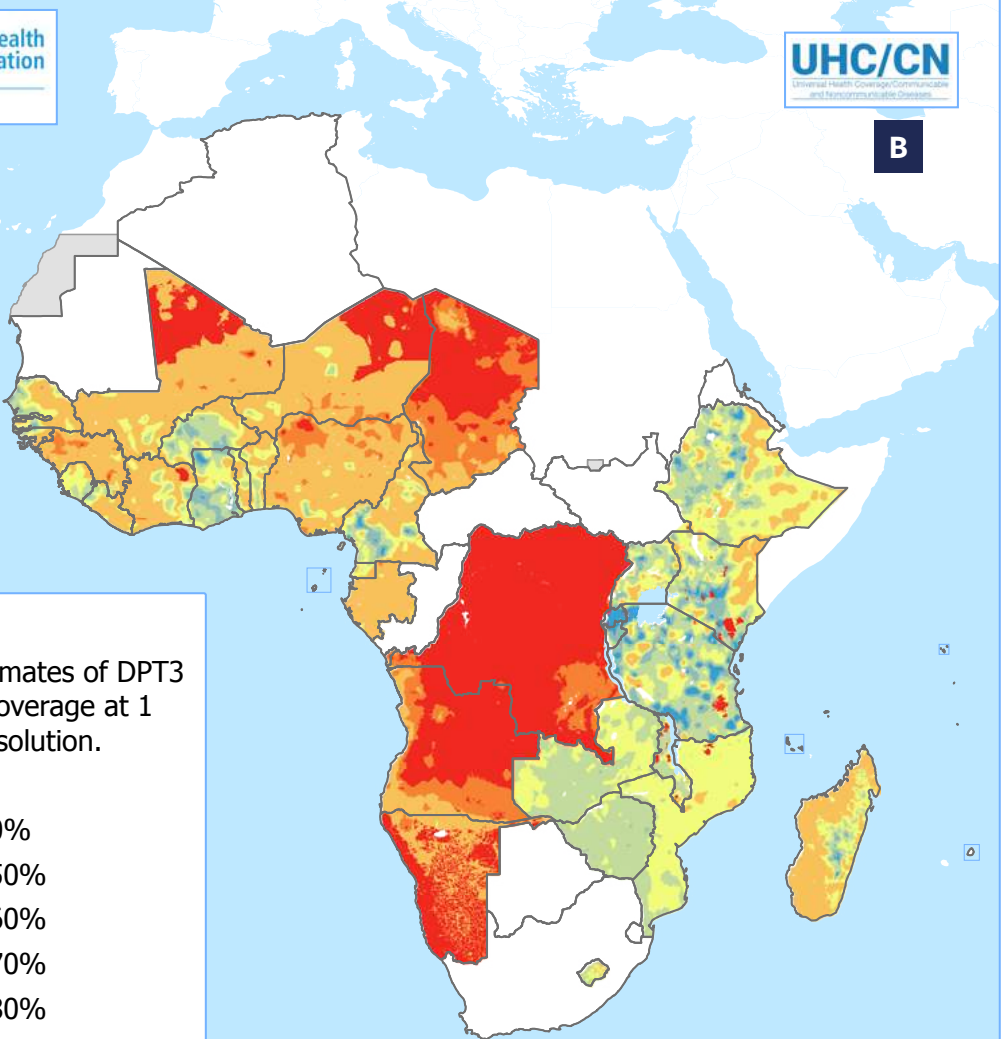 ealth
ation
UHC/CN
Universal Health Coverage/Communicable
and Noncommunicable Diseases
B
mates of DPT3
overage at 1
solution.
0%
50%
60%
70%
80%